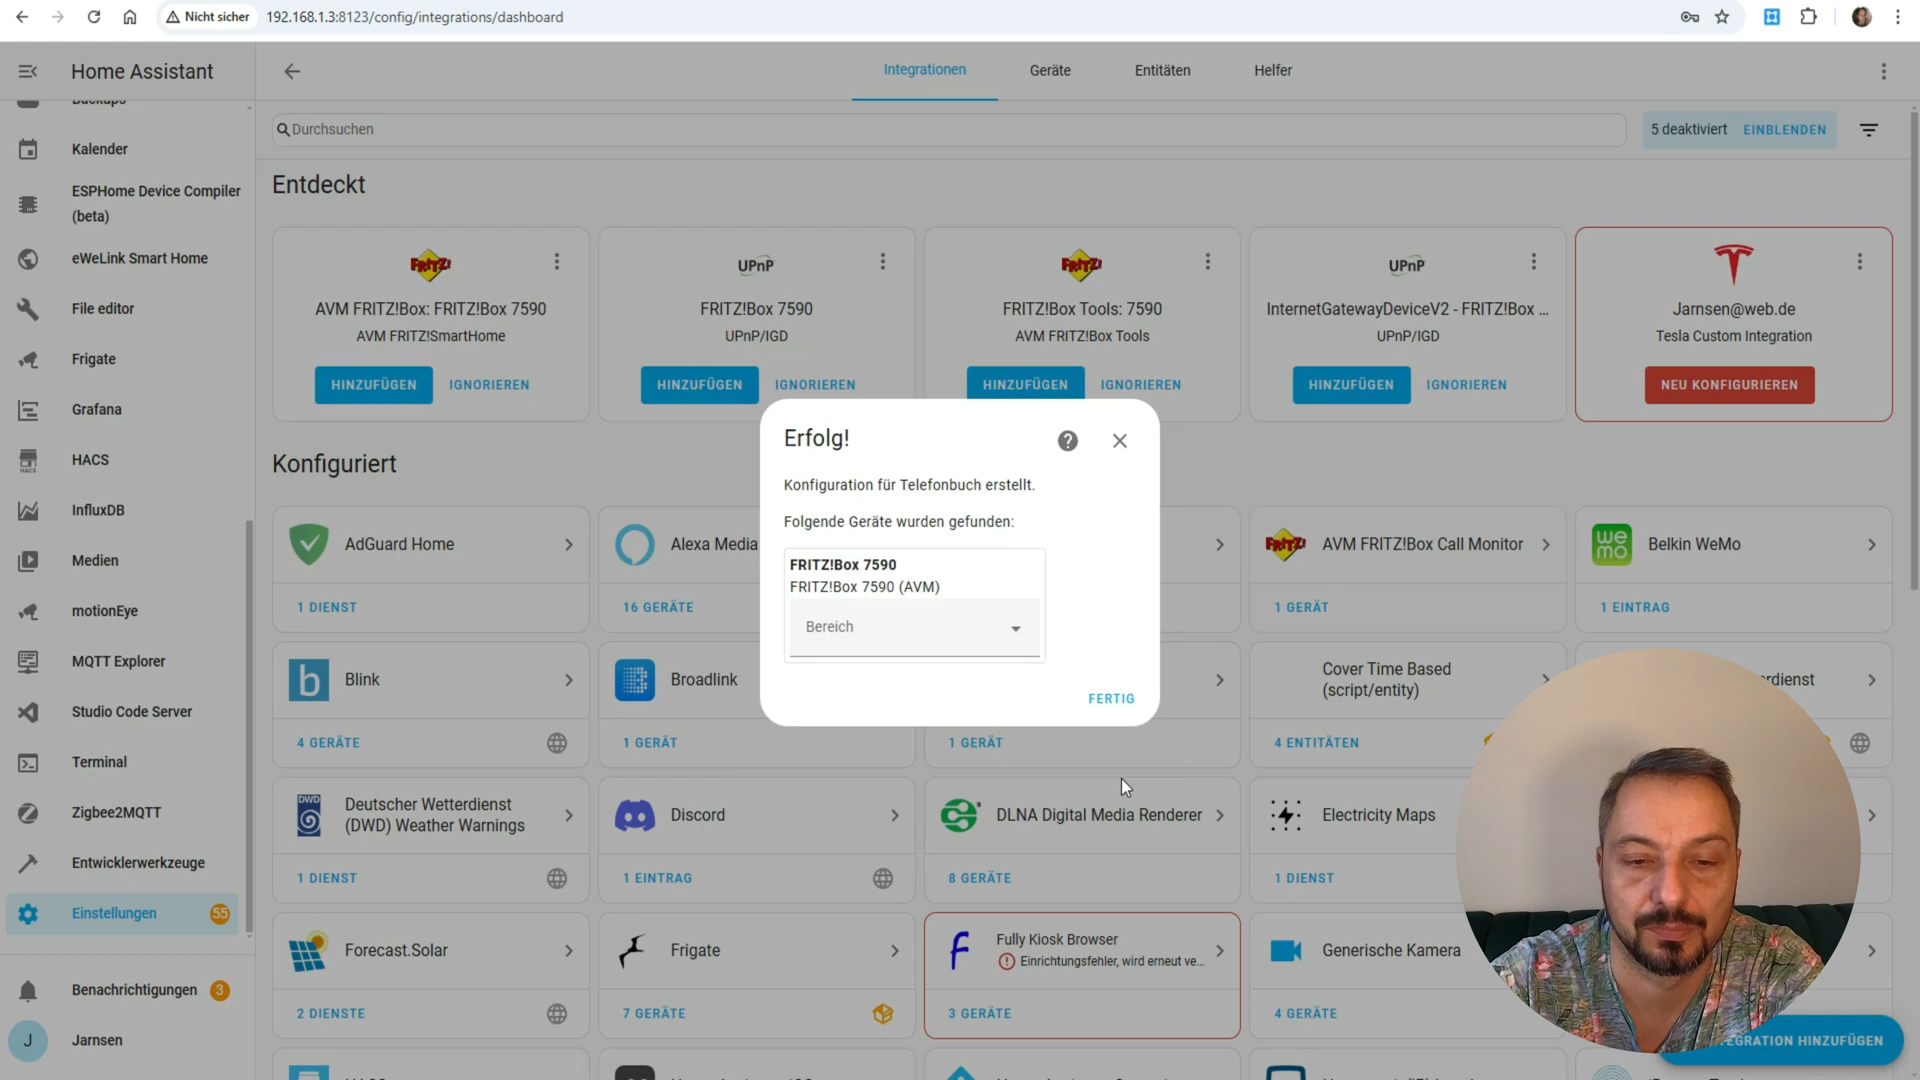 Nicht sicher
192.168.1.3:8123/config/integrations/dashboard
Home Assistant
Integrationen
Geräte
Entitäten
Helfer
Backups
Kalender
ESPHome Device Compiler
(beta)
eWeLink Smart Home
File editor
Frigate
Grafana
HACS
HACS
InfluxDB
Medien
motionEye
MQTT Explorer
Studio Code Server
Terminal
Zigbee2MQTT
Entwicklerwerkzeuge
Einstellungen
55
Benachrichtigungen
3
J
Jarnsen
Durchsuchen
5 deaktiviert
EINBLENDEN
Entdeckt
FRITZ!
AVM FRITZ!Box: FRITZ!Box 7590
AVM FRITZ!SmartHome
HINZUFÜGEN
IGNORIEREN
UPnP
FRITZ!Box 7590
UPnP/IGD
HINZUFÜGEN
IGNORIEREN
FRITZ!
FRITZ!Box Tools: 7590
AVM FRITZ!Box Tools
HINZUFÜGEN
IGNORIEREN
UPnP
InternetGatewayDeviceV2 - FRITZ!Box ...
UPnP/IGD
HINZUFÜGEN
IGNORIEREN
Jarnsen@web.de
Tesla Custom Integration
NEU KONFIGURIEREN
Konfiguriert
AdGuard Home
1 DIENST
Alexa Media
16 GERÄTE
FRITZ!
AVM FRITZ!Box Call Monitor
1 GERÄT
we
mo
Belkin WeMo
1 EINTRAG
b
Blink
4 GERÄTE
Broadlink
1 GERÄT
1 GERÄT
Cover Time Based
(script/entity)
4 ENTITÄTEN
rdienst
DWD
Deutscher Wetterdienst
(DWD) Weather Warnings
1 DIENST
Discord
1 EINTRAG
DLNA Digital Media Renderer
8 GERÄTE
Electricity Maps
1 DIENST
Forecast.Solar
2 DIENSTE
Frigate
7 GERÄTE
Fully Kiosk Browser
Einrichtungsfehler, wird erneut ve...
3 GERÄTE
Generische Kamera
4 GERÄTE
EGRATION HINZUFÜGEN
Erfolg!
Konfiguration für Telefonbuch erstellt.
Folgende Geräte wurden gefunden:
FRITZ!Box 7590
FRITZ!Box 7590 (AVM)
Bereich
FERTIG